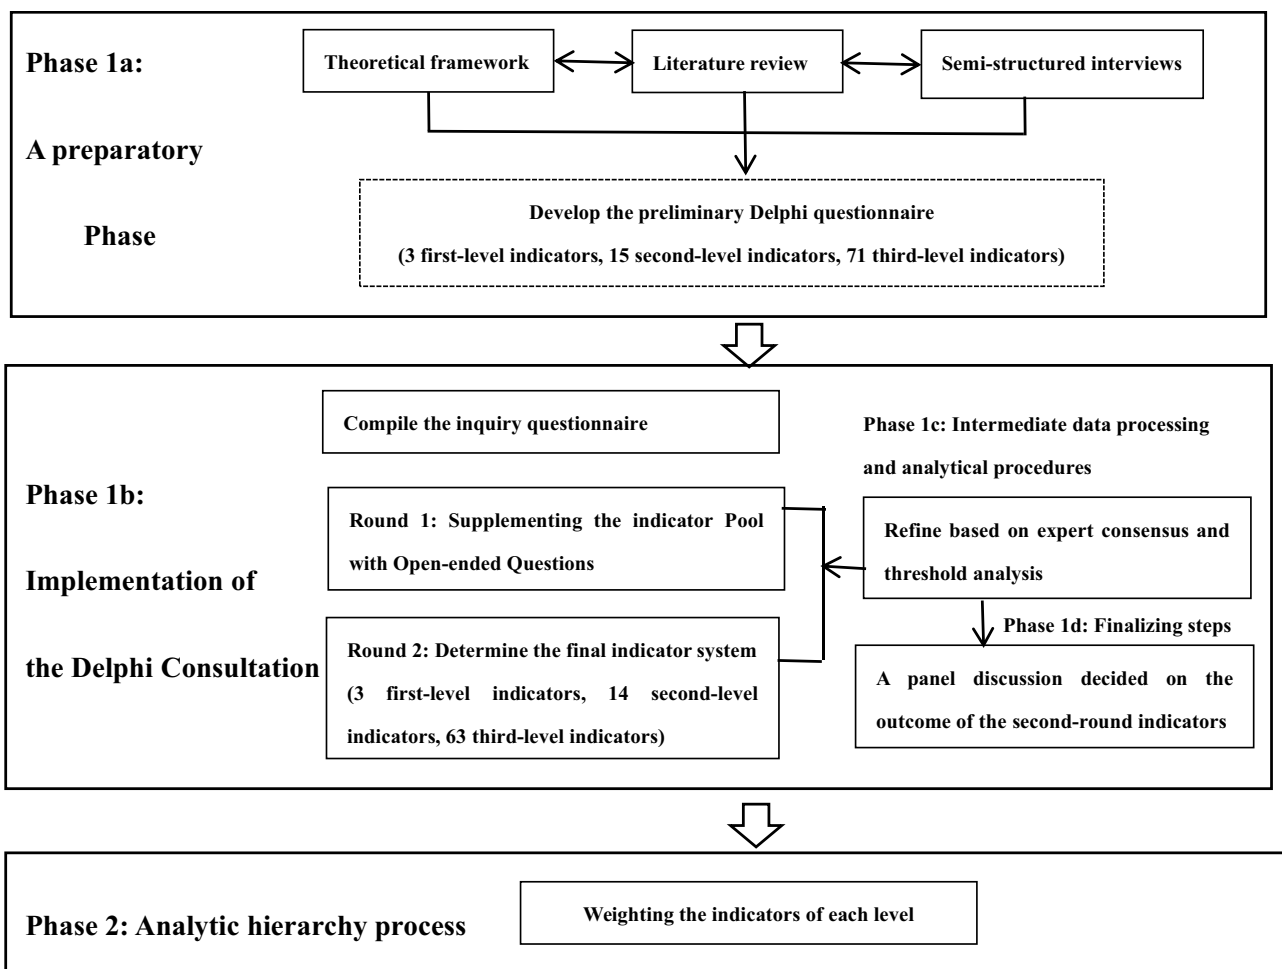 Phase 1a:
A preparatory
Phase
Theoretical framework
Literature review
Semi-structured interviews
Develop the preliminary Delphi questionnaire
(3 first-level indicators, 15 second-level indicators, 71 third-level indicators)
Phase 1b:
Implementation of
the Delphi Consultation
Compile the inquiry questionnaire
Round 1: Supplementing the indicator Pool
with Open-ended Questions
Round 2: Determine the final indicator system
(3 first-level indicators, 14 second-level
indicators, 63 third-level indicators)
Phase 1c: Intermediate data processing
and analytical procedures
Refine based on expert consensus and
threshold analysis
Phase 1d: Finalizing steps
A panel discussion decided on the
outcome of the second-round indicators
Phase 2: Analytic hierarchy process
Weighting the indicators of each level